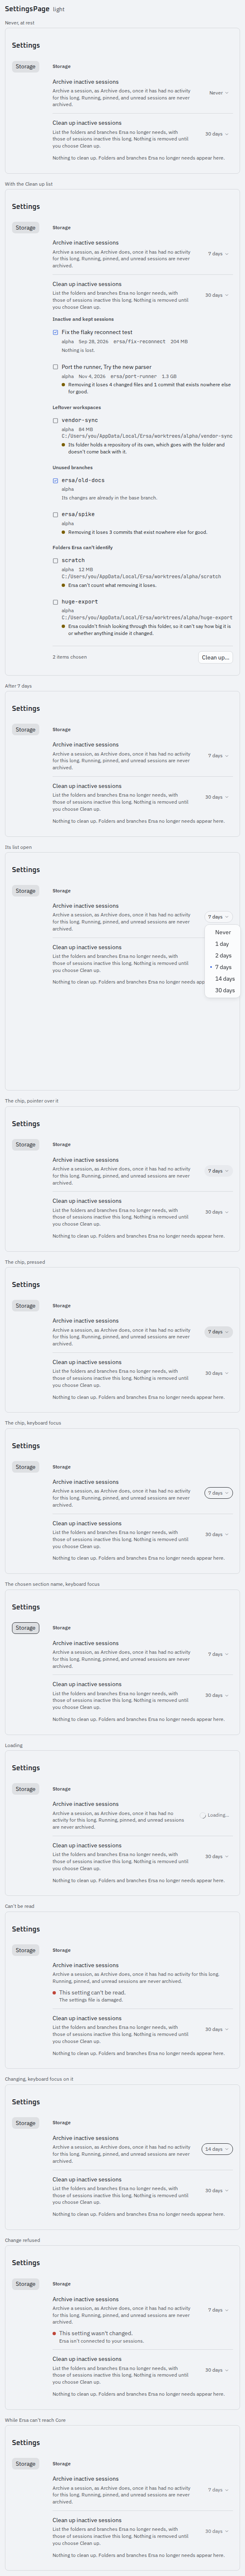 SettingsPage light
Never, at rest
Settings
Storage
Storage
Archive inactive sessions
Archive a session, as Archive does, once it has had no activity
for this long. Running, pinned, and unread sessions are never
archived.
Never
Clean up inactive sessions
List the folders and branches Ersa no longer needs, with
those of sessions inactive this long. Nothing is removed until
you choose Clean up.
30 days
Nothing to clean up. Folders and branches Ersa no longer needs appear here.
With the Clean up list
Settings
Storage
Storage
Archive inactive sessions
Archive a session, as Archive does, once it has had no activity
for this long. Running, pinned, and unread sessions are never
archived.
7 days
Clean up inactive sessions
List the folders and branches Ersa no longer needs, with
those of sessions inactive this long. Nothing is removed until
you choose Clean up.
30 days
Inactive and kept sessions
Fix the flaky reconnect test
alpha Sep 28, 2026 ersa/fix-reconnect 204 MB
Nothing is lost.
Port the runner, Try the new parser
alpha Nov 4, 2026 ersa/port-runner 1.3 GB
Removing it loses 4 changed files and 1 commit that exists nowhere else
for good.
Leftover workspaces
vendor-sync
alpha 84 MB
C:/Users/you/AppData/Local/Ersa/worktrees/alpha/vendor-sync
Its folder holds a repository of its own, which goes with the folder and
doesn't come back with it.
Unused branches
ersa/old-docs
alpha
Its changes are already in the base branch.
ersa/spike
alpha
Removing it loses 3 commits that exist nowhere else for good.
Folders Ersa can't identify
scratch
alpha 12 MB
C:/Users/you/AppData/Local/Ersa/worktrees/alpha/scratch
Ersa can't count what removing it loses.
huge-export
alpha
C:/Users/you/AppData/Local/Ersa/worktrees/alpha/huge-export
Ersa couldn't finish looking through this folder, so it can't say how big it is
or whether anything is inside it changed.
2 items chosen
Clean up...
After 7 days
Settings
Storage
Storage
Archive inactive sessions
Archive a session, as Archive does, once it has had no activity
for this long. Running, pinned, and unread sessions are never
archived.
7 days
Clean up inactive sessions
List the folders and branches Ersa no longer needs, with
those of sessions inactive this long. Nothing is removed until
you choose Clean up.
30 days
Nothing to clean up. Folders and branches Ersa no longer needs appear here.
Its list open
Settings
Storage
Storage
Archive inactive sessions
Archive a session, as Archive does, once it has had no activity
for this long. Running, pinned, and unread sessions are never
archived.
7 days
Never
1 day
2 days
7 days
14 days
30 days
Clean up inactive sessions
List the folders and branches Ersa no longer needs, with
those of sessions inactive this long. Nothing is removed until
you choose Clean up.
Nothing to clean up. Folders and branches Ersa no longer needs appear
The chip, pointer over it
Settings
Storage
Storage
Archive inactive sessions
Archive a session, as Archive does, once it has had no activity
for this long. Running, pinned, and unread sessions are never
archived.
7 days
Clean up inactive sessions
List the folders and branches Ersa no longer needs, with
those of sessions inactive this long. Nothing is removed until
you choose Clean up.
30 days
Nothing to clean up. Folders and branches Ersa no longer needs appear here.
The chip, pressed
Settings
Storage
Storage
Archive inactive sessions
Archive a session, as Archive does, once it has had no activity
for this long. Running, pinned, and unread sessions are never
archived.
7 days
Clean up inactive sessions
List the folders and branches Ersa no longer needs, with
those of sessions inactive this long. Nothing is removed until
you choose Clean up.
30 days
Nothing to clean up. Folders and branches Ersa no longer needs appear here.
The chip, keyboard focus
Settings
Storage
Storage
Archive inactive sessions
Archive a session, as Archive does, once it has had no activity
for this long. Running, pinned, and unread sessions are never
archived.
7 days
Clean up inactive sessions
List the folders and branches Ersa no longer needs, with
those of sessions inactive this long. Nothing is removed until
you choose Clean up.
30 days
Nothing to clean up. Folders and branches Ersa no longer needs appear here.
The chosen section name, keyboard focus
Settings
Storage
Storage
Archive inactive sessions
Archive a session, as Archive does, once it has had no activity
for this long. Running, pinned, and unread sessions are never
archived.
7 days
Clean up inactive sessions
List the folders and branches Ersa no longer needs, with
those of sessions inactive this long. Nothing is removed until
you choose Clean up.
30 days
Nothing to clean up. Folders and branches Ersa no longer needs appear here.
Loading
Settings
Storage
Storage
Archive inactive sessions
Archive a session, as Archive does, once it has had no
activity for this long. Running, pinned, and unread sessions
are never archived.
Loading...
Clean up inactive sessions
List the folders and branches Ersa no longer needs, with
those of sessions inactive this long. Nothing is removed until
you choose Clean up.
30 days
Nothing to clean up. Folders and branches Ersa no longer needs appear here.
Can't be read
Settings
Storage
Storage
Archive inactive sessions
Archive a session, as Archive does, once it has had no activity for this long.
Running, pinned, and unread sessions are never archived.
This setting can't be read.
The settings file is damaged.
Clean up inactive sessions
List the folders and branches Ersa no longer needs, with
those of sessions inactive this long. Nothing is removed until
you choose Clean up.
30 days
Nothing to clean up. Folders and branches Ersa no longer needs appear here.
Changing, keyboard focus on it
Settings
Storage
Storage
Archive inactive sessions
Archive a session, as Archive does, once it has had no activity
for this long. Running, pinned, and unread sessions are never
archived.
14 days
Clean up inactive sessions
List the folders and branches Ersa no longer needs, with
those of sessions inactive this long. Nothing is removed until
you choose Clean up.
30 days
Nothing to clean up. Folders and branches Ersa no longer needs appear here.
Change refused
Settings
Storage
Storage
Archive inactive sessions
Archive a session, as Archive does, once it has had no activity
for this long. Running, pinned, and unread sessions are never
archived.
7 days
This setting wasn't changed.
Ersa isn't connected to your sessions.
Clean up inactive sessions
List the folders and branches Ersa no longer needs, with
those of sessions inactive this long. Nothing is removed until
you choose Clean up.
30 days
Nothing to clean up. Folders and branches Ersa no longer needs appear here.
While Ersa can't reach Core
Settings
Storage
Storage
Archive inactive sessions
Archive a session, as Archive does, once it has had no activity
for this long. Running, pinned, and unread sessions are never
archived.
7 days
Clean up inactive sessions
List the folders and branches Ersa no longer needs, with
those of sessions inactive this long. Nothing is removed until
you choose Clean up.
30 days
Nothing to clean up. Folders and branches Ersa no longer needs appear here.